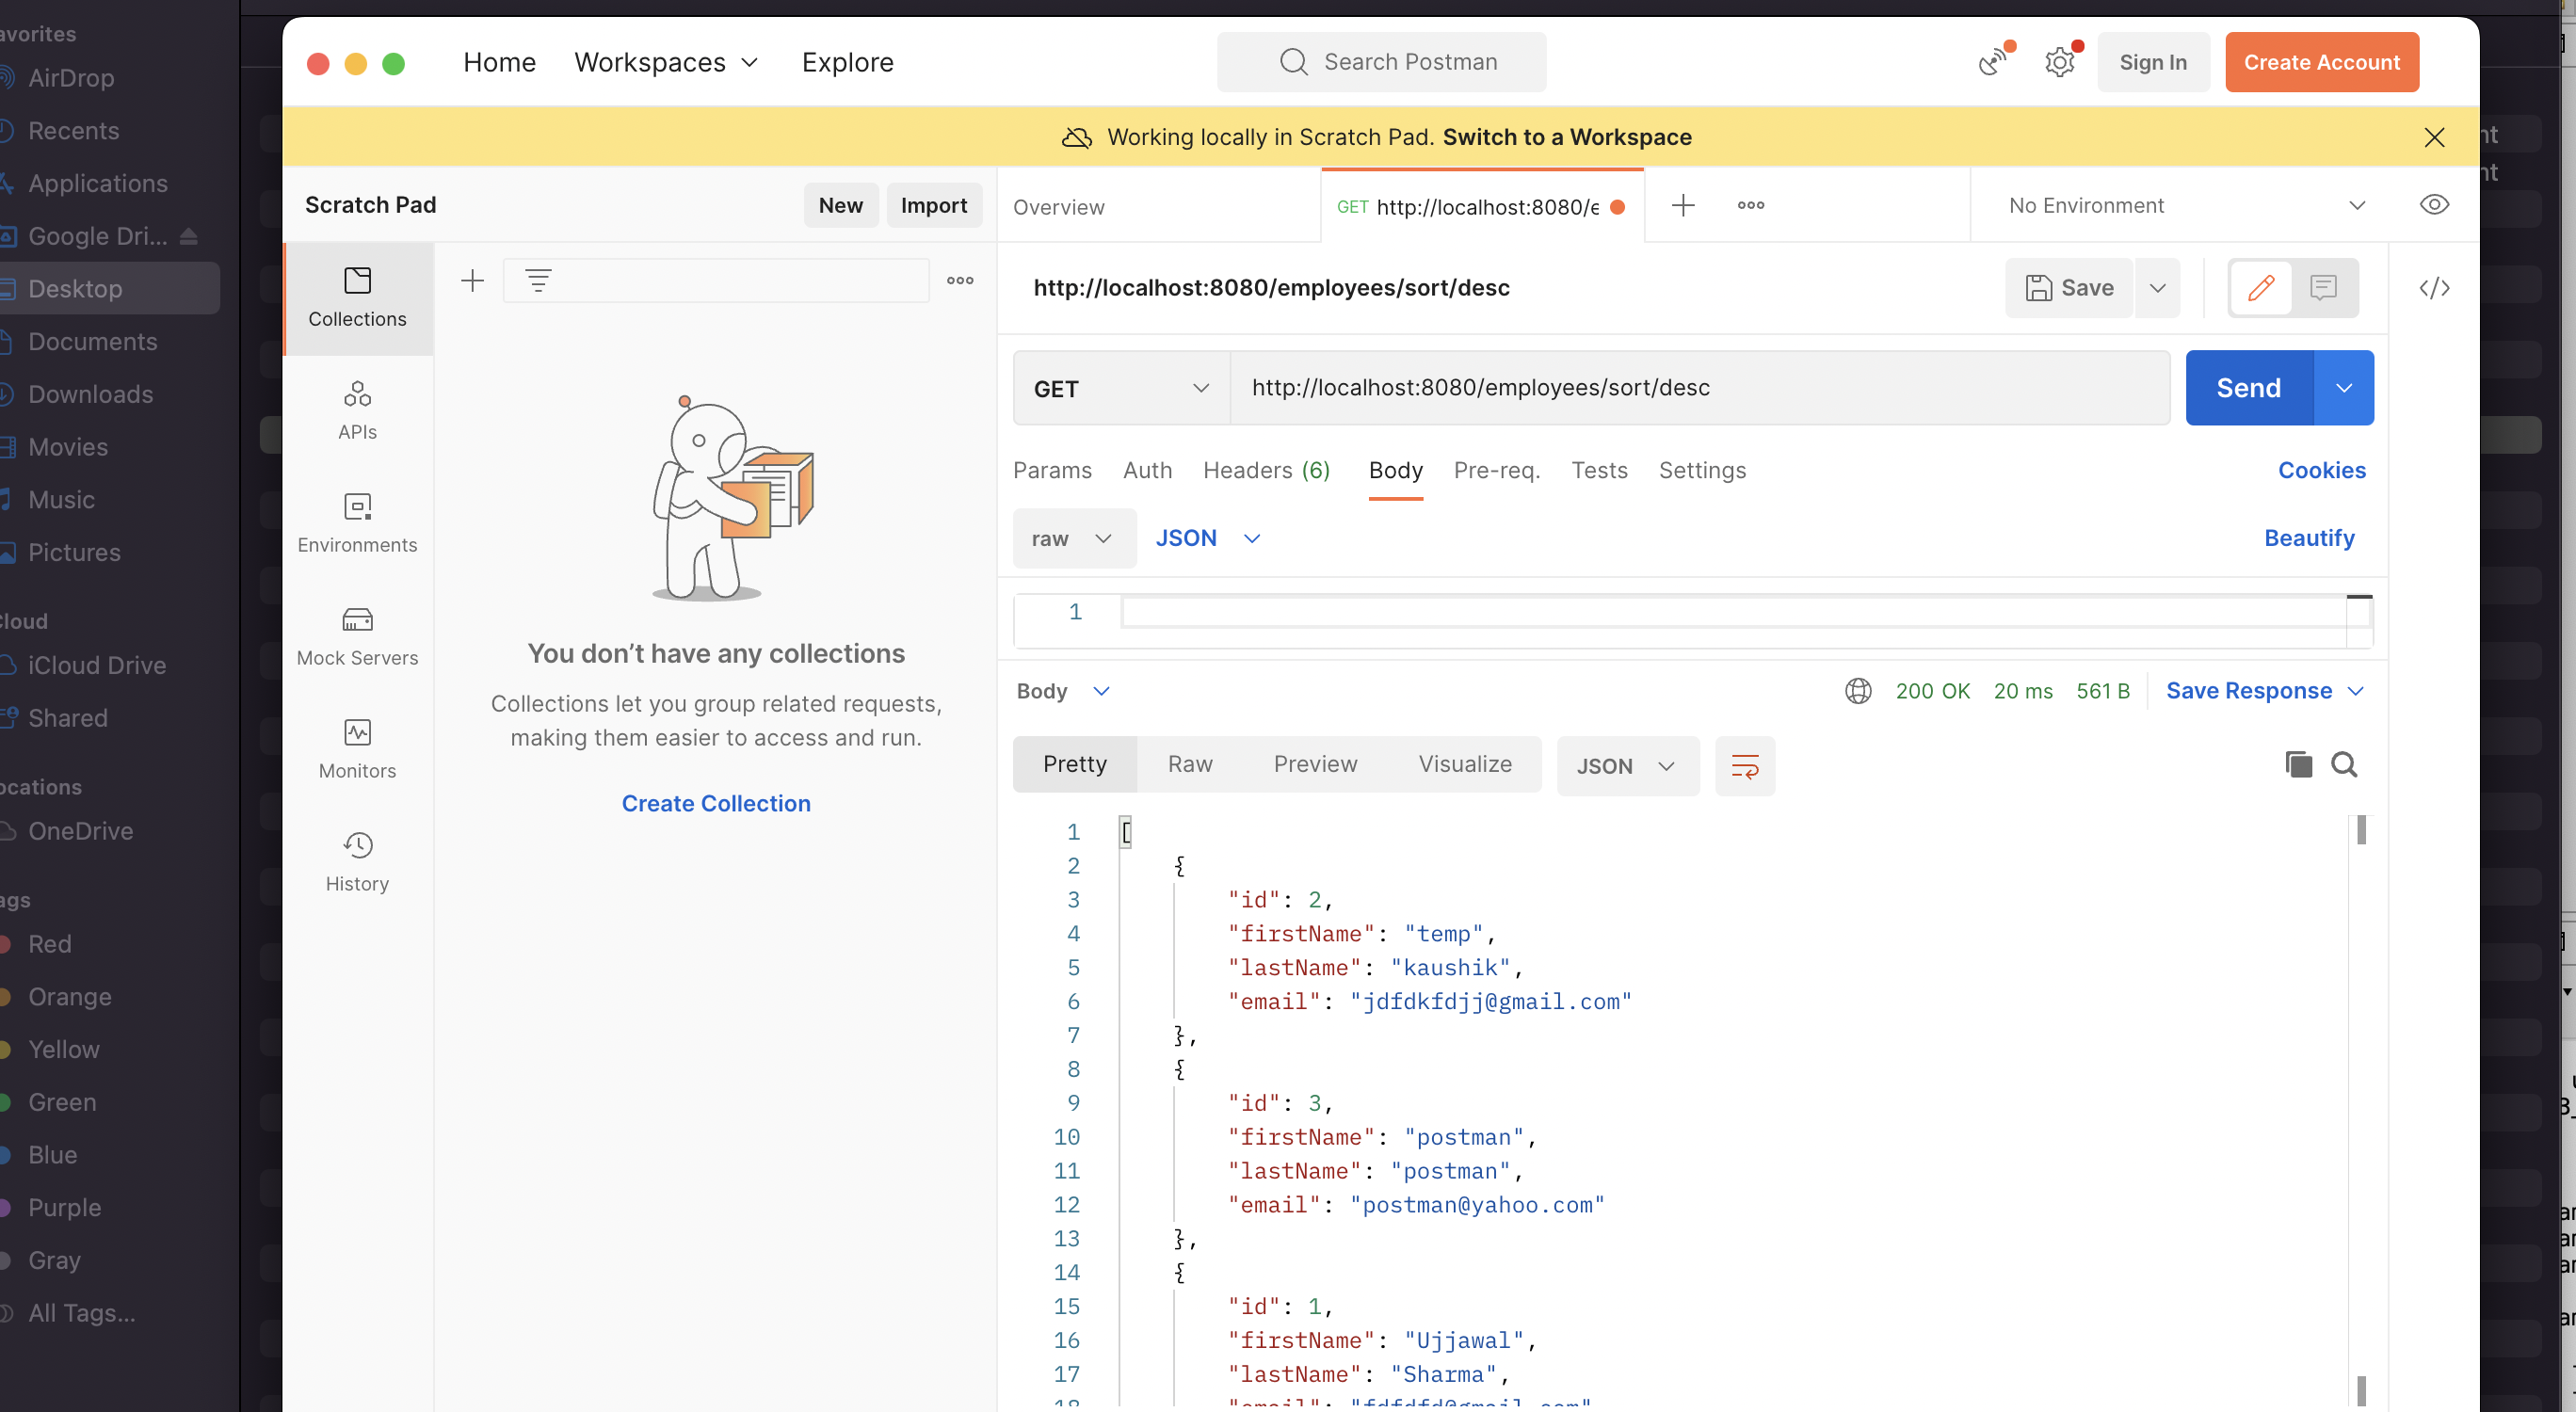 avorites
AirDrop
Recents
Applications
Google Dri...
Desktop
Documents
Downloads
Movies
Music
Pictures
Cloud
iCloud Drive
Shared
ocations
OneDrive
ags
Red
Orange
Yellow
Green
Blue
Purple
Gray
All Tags...
Home Workspaces Explore
Search Postman
Sign In
Create Account
Working locally in Scratch Pad. Switch to a Workspace
Scratch Pad
New
Import
Overview
GET http://localhost:8080/e
No Environment
Collections
APIs
Environments
Mock Servers
Monitors
History
You don’t have any collections
Collections let you group related requests,
making them easier to access and run.
Create Collection
http://localhost:8080/employees/sort/desc
Save
GET
http://localhost:8080/employees/sort/desc
Send
Params Auth Headers (6) Body Pre-req. Tests Settings
Cookies
raw
JSON
Beautify
1
Body
200 OK 20 ms 561 B
Save Response
Pretty Raw Preview Visualize
JSON
1 [
2 {
3 "id": 2,
4 "firstName": "temp",
5 "lastName": "kaushik",
6 "email": "jdfdkfdjj@gmail.com"
7 },
8 {
9 "id": 3,
10 "firstName": "postman",
11 "lastName": "postman",
12 "email": "postman@yahoo.com"
13 },
14 {
15 "id": 1,
16 "firstName": "Ujjawal",
17 "lastName": "Sharma",
18 "email": "fdfdfd@gmail.com"